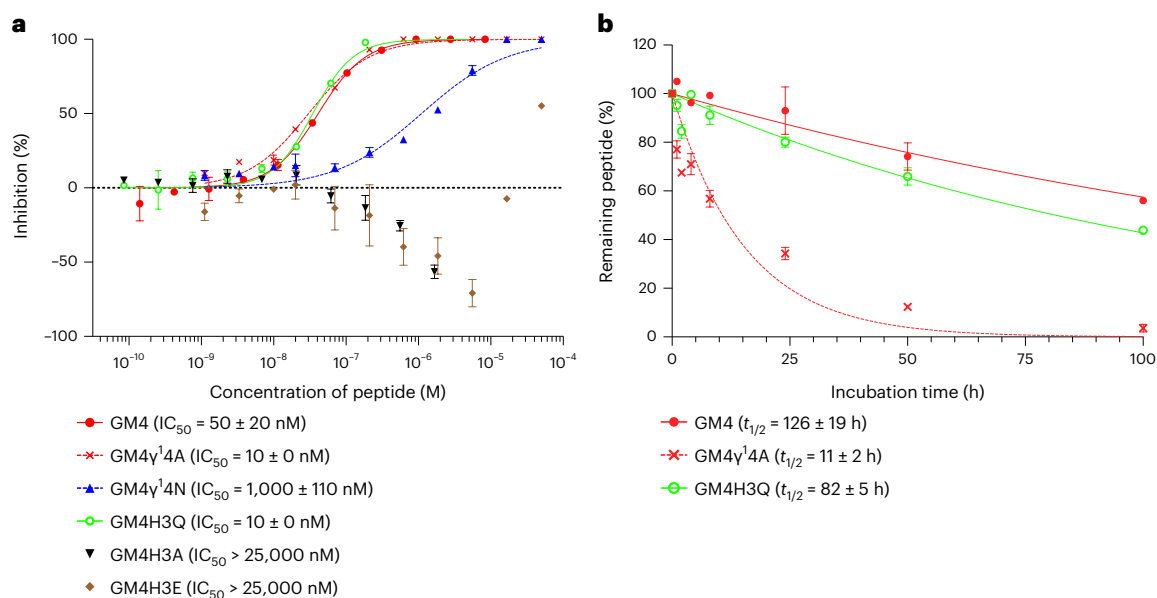 a
100
50
0
−50
−100
Inhibition (%)
10⁻¹⁰
10⁻⁹
10⁻⁸
10⁻⁷
10⁻⁶
10⁻⁵
10⁻⁴
Concentration of peptide (M)
GM4 (IC₅₀ = 50 ± 20 nM)
GM4γ¹4A (IC₅₀ = 10 ± 0 nM)
GM4γ¹4N (IC₅₀ = 1,000 ± 110 nM)
GM4H3Q (IC₅₀ = 10 ± 0 nM)
GM4H3A (IC₅₀ > 25,000 nM)
GM4H3E (IC₅₀ > 25,000 nM)
b
120
100
80
60
40
20
0
Remaining peptide (%)
0
25
50
75
100
Incubation time (h)
GM4 (t₁/₂ = 126 ± 19 h)
GM4γ¹4A (t₁/₂ = 11 ± 2 h)
GM4H3Q (t₁/₂ = 82 ± 5 h)